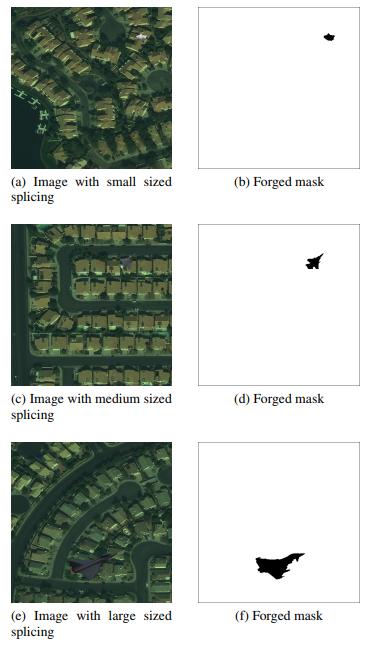 (a) Image with small sized
splicing
(b) Forged mask
(c) Image with medium sized
splicing
(d) Forged mask
(e) Image with large sized
splicing
(f) Forged mask